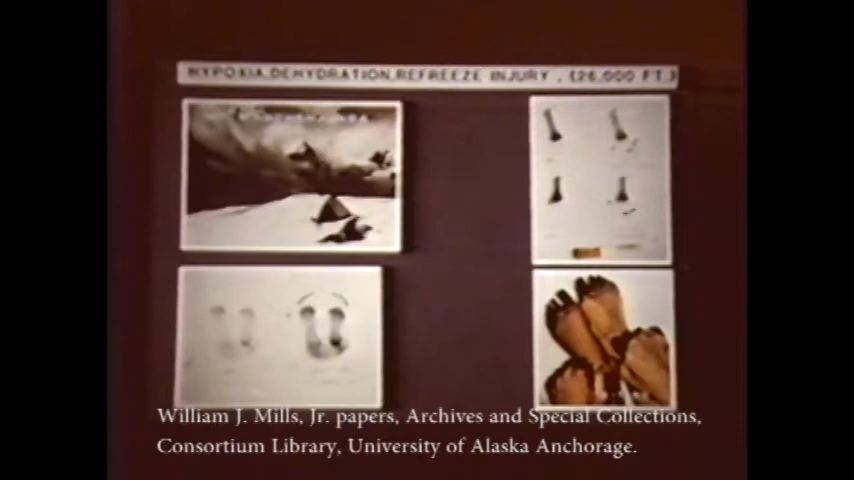 HYPOXIA,DEHYDRATION,REFREEZE INJURY , (26,000 FT.)
William J. Mills, Jr. papers, Archives and Special Collections,
Consortium Library, University of Alaska Anchorage.